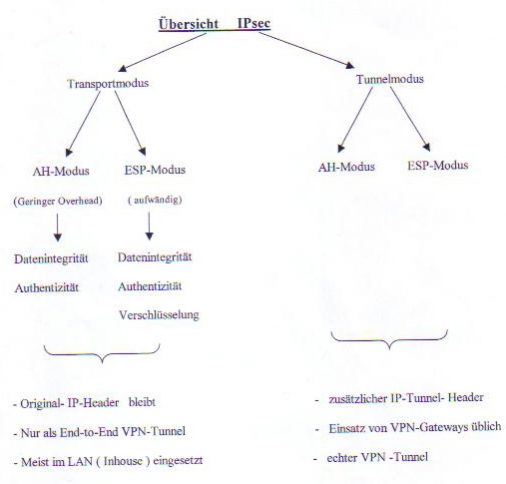 Übersicht IPsec
Transportmodus
Tunnelmodus
AH-Modus
ESP-Modus
AH-Modus
ESP-Modus
(Geringer Overhead)
( aufwändig)
Datenintegrität
Datenintegrität
Authentizität
Authentizität
Verschlüsselung
- Original- IP-Header bleibt
- Nur als End-to-End VPN-Tunnel
- Meist im LAN ( Inhouse ) eingesetzt
- zusätzlicher IP-Tunnel- Header
- Einsatz von VPN-Gateways üblich
- echter VPN -Tunnel